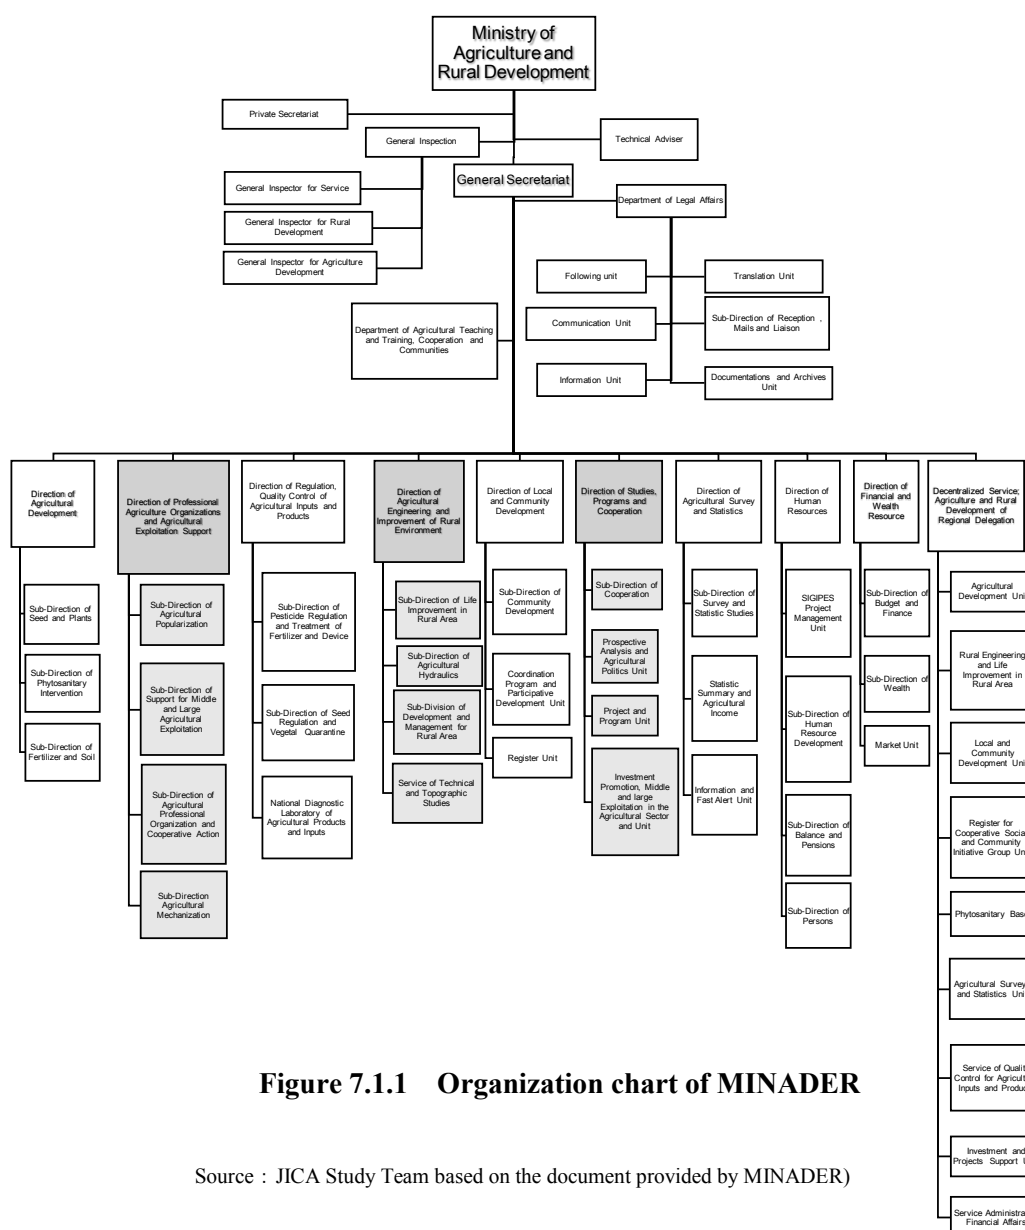 Ministry of
Agriculture and
Rural Development
Private Secretariat
General Inspection
Technical Adviser
General Secretariat
General Inspector for Service
Department of Legal Affairs
General Inspector for Rural
Development
General Inspector for Agriculture
Development
Following unit
Translation Unit
Communication Unit
Sub-Direction of Reception ,
Mails and Liaison
Department of Agricultural Teaching
and Training, Cooperation and
Communities
Information Unit
Documentations and Archives
Unit
Direction of
Agricultural
Development
Sub-Direction of
Seed and Plants
Sub-Direction of
Phytosanitary
Intervention
Sub-Direction of
Fertilizer and Soil
Direction of Professional
Agriculture Organizations
and Agricultural
Exploitation Support
Sub-Direction of
Agricultural
Popularization
Sub-Direction of
Support for Middle
and Large
Agricultural
Exploitation
Sub-Direction of
Agricultural
Professional
Organization and
Cooperative Action
Sub-Direction
Agricultural
Mechanization
Direction of Regulation,
Quality Control of
Agricultural Inputs and
Products
Sub-Direction of
Pesticide Regulation
and Treatment of
Fertilizer and Device
Sub-Direction of Seed
Regulation and
Vegetal Quarantine
National Diagnostic
Laboratory of
Agricultural Products
and Inputs
Direction of
Agricultural
Engineering and
Improvement of Rural
Environment
Sub-Direction of Life
Improvement in
Rural Area
Sub-Direction of
Agricultural
Hydraulics
Sub-Division of
Development and
Management for
Rural Area
Service of Technical
and Topographic
Studies
Direction of Local
and Community
Development
Sub-Direction of
Community
Development
Coordination
Program and
Participative
Development Unit
Register Unit
Direction of Studies,
Programs and
Cooperation
Sub-Direction of
Cooperation
Prospective
Analysis and
Agricultural
Politics Unit
Project and
Program Unit
Investment
Promotion, Middle
and large
Exploitation in the
Agricultural Sector
and Unit
Direction of
Agricultural Survey
and Statistics
Sub-Direction of
Survey and
Statistic Studies
Statistic
Summary and
Agricultural
Income
Information and
Fast Alert Unit
Direction of
Human
Resources
SIGIPES
Project
Management
Unit
Sub-Direction of
Human
Resource
Development
Sub-Direction of
Balance and
Pensions
Sub-Direction of
Persons
Direction of
Financial and
Wealth
Resource
Sub-Direction of
Budget and
Finance
Sub-Direction of
Wealth
Market Unit
Decentralized Service;
Agriculture and Rural
Development of
Regional Delegation
Agricultural
Development Unit
Rural Engineering
and Life
Improvement in
Rural Area
Local and
Community
Development Uni
Register for
Cooperative Socia
and Community
Initiative Group Un
Phytosanitary Base
Agricultural Survey
and Statistics Uni
Service of Quali
Control for Agricult
Inputs and Produc
Investment and
Projects Support U
Service Administra
Financial Affairs
Figure 7.1.1 Organization chart of MINADER
Source : JICA Study Team based on the document provided by MINADER)